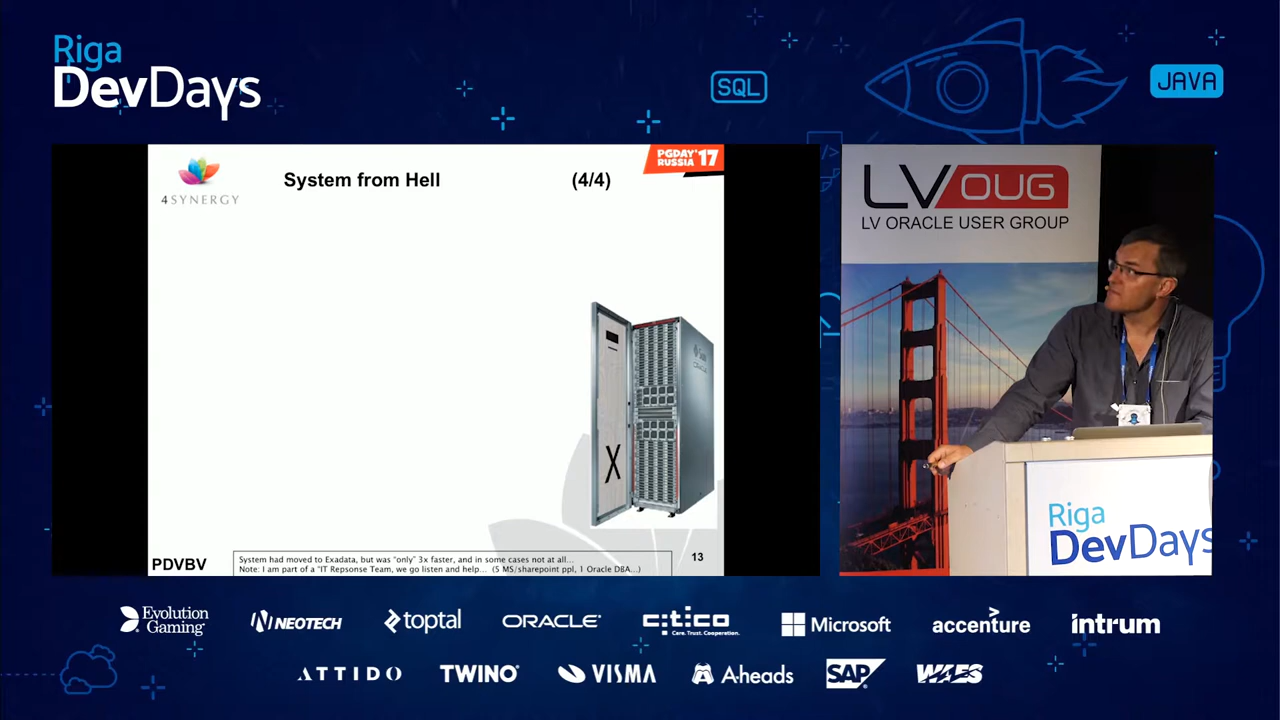 Riga
DevDays
SQL
JAVA
4SYNERGY
System from Hell (4/4)
PGDAY'17
RUSSIA
X
PDVBV
System had moved to Exadata, but was "only" 3x faster, and in some cases not at all...
Note: I am part of a "IT Repsonse Team, we go listen and help... (5 MS/sharepoint ppl, 1 Oracle DBA...)
13
LV OUG
LV ORACLE USER GROUP
Riga
DevDays
Evolution
Gaming
NEOTECH
toptal
ORACLE
citco
Care. Trust. Cooperation.
Microsoft
accenture
intrum
ATTIDO
TWINO
VISMA
A-heads
SAP
WAES